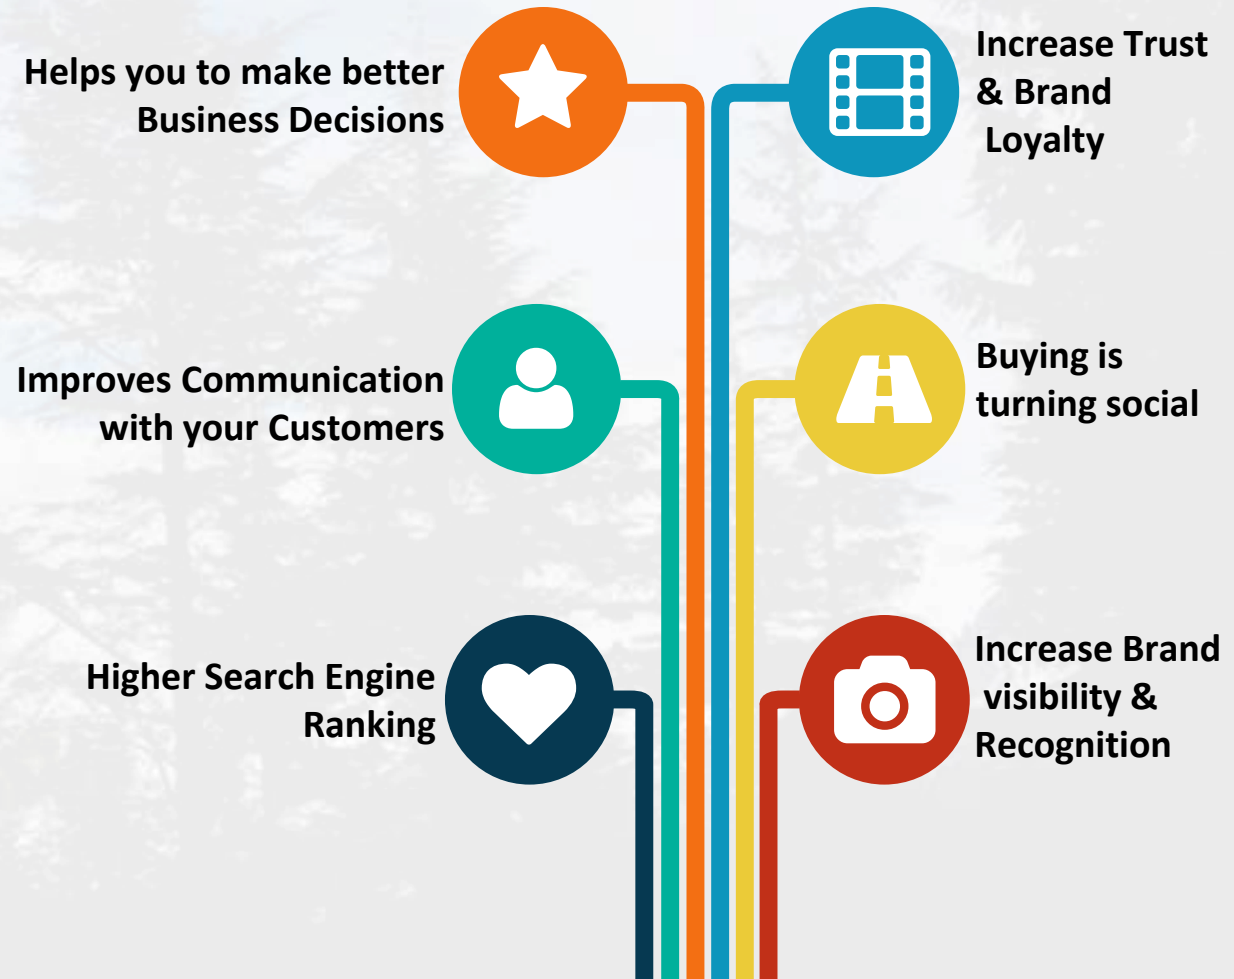 Helps you to make better
Business Decisions
Increase Trust
& Brand
Loyalty
Improves Communication
with your Customers
Buying is
turning social
Higher Search Engine
Ranking
Increase Brand
visibility &
Recognition